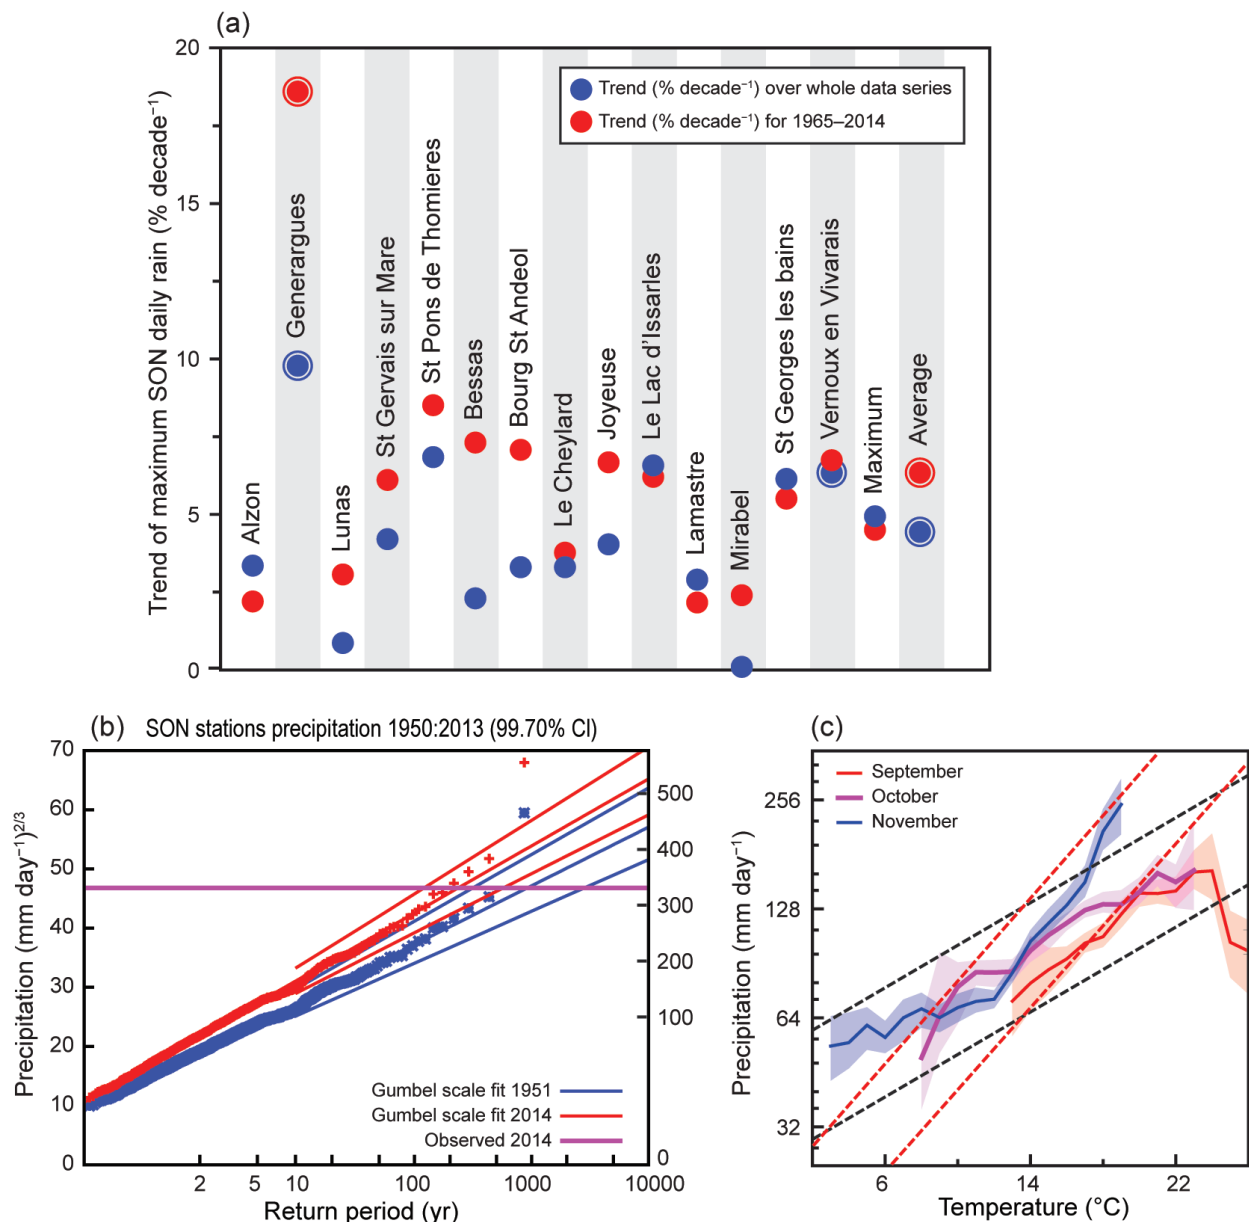 (a)
Trend of maximum SON daily rain (% decade⁻¹)
20
15
10
5
0
Trend (% decade⁻¹) over whole data series
Trend (% decade⁻¹) for 1965–2014
Alzon
Generargues
Lunas
St Gervais sur Mare
St Pons de Thomieres
Bessas
Bourg St Andeol
Le Cheylard
Joyeuse
Le Lac d'Issarles
Lamastre
Mirabel
St Georges les bains
Vernoux en Vivarais
Maximum
Average
(b) SON stations precipitation 1950:2013 (99.70% CI)
Precipitation (mm day⁻¹)²/³
70
60
50
40
30
20
10
0
500
400
300
200
100
0
Gumbel scale fit 1951
Gumbel scale fit 2014
Observed 2014
2 5 10 100 1000 10000
Return period (yr)
(c)
Precipitation (mm day⁻¹)
256
128
64
32
September
October
November
6 14 22
Temperature (°C)